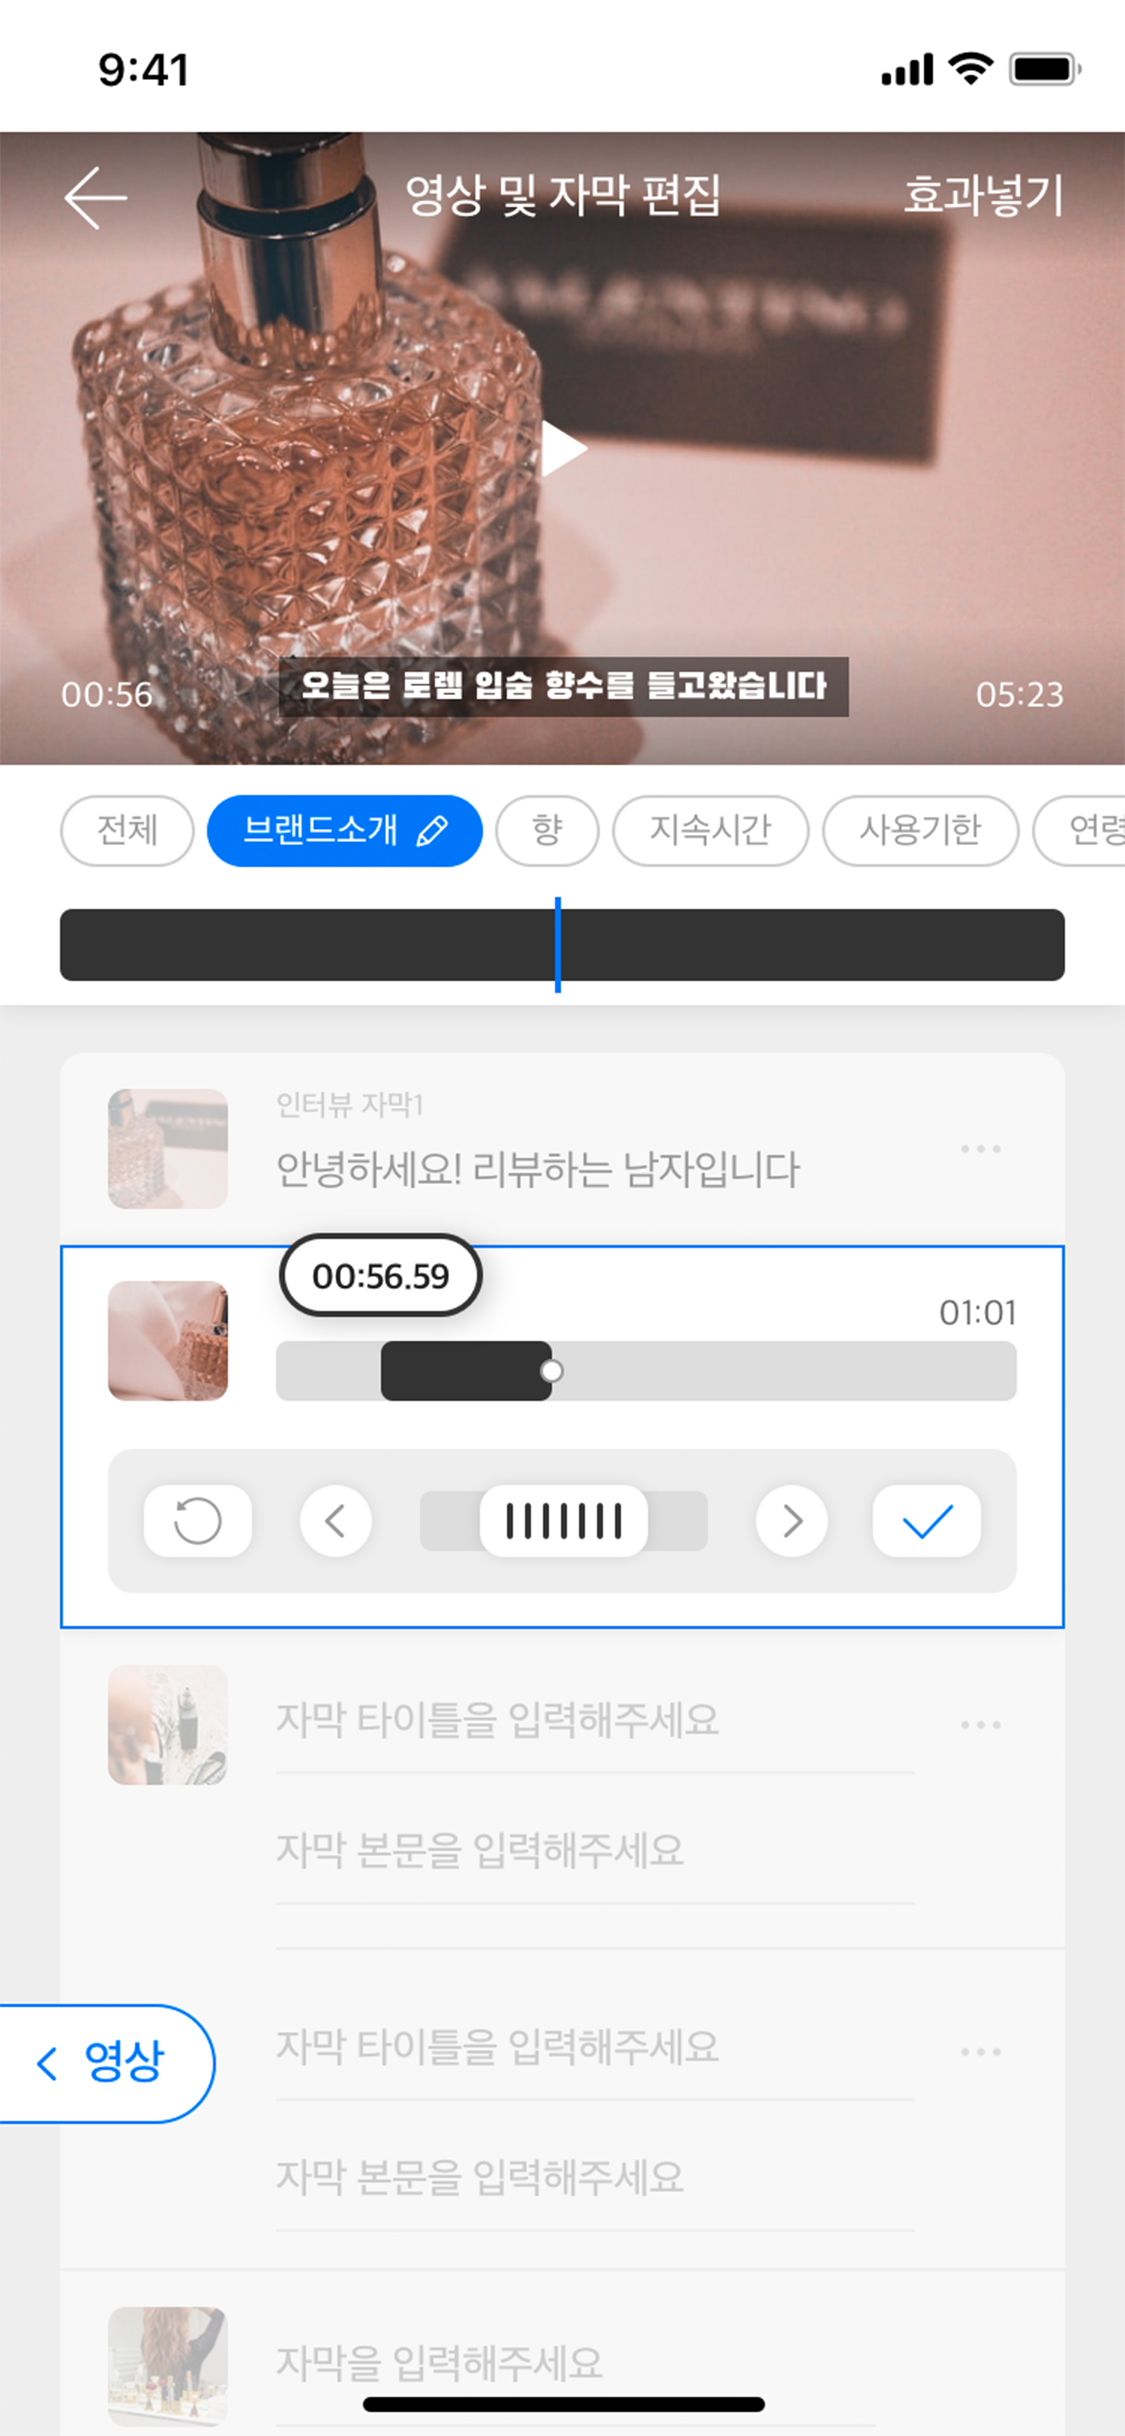 9:41
영상 및 자막 편집
효과넣기
오늘은 로렘 입숨 향수를 들고왔습니다
00:56
05:23
전체
브랜드소개
향
지속시간
사용기한
연령
인터뷰 자막1
안녕하세요! 리뷰하는 남자입니다
00:56.59
01:01
자막 타이틀을 입력해주세요
자막 본문을 입력해주세요
영상
자막 타이틀을 입력해주세요
자막 본문을 입력해주세요
자막을 입력해주세요